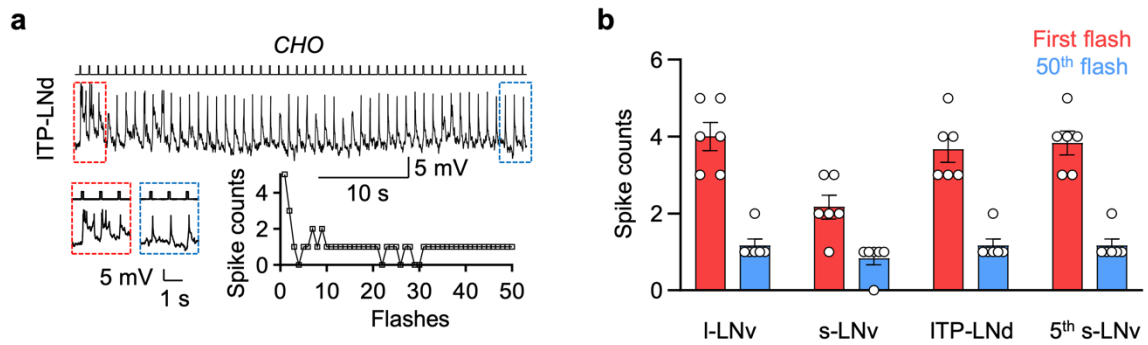 a
CHO
ITP-LNd
5 mV
10 s
5 mV
1 s
Spike counts
4
2
0
0 10 20 30 40 50
Flashes
b
First flash
50th flash
Spike counts
6
4
2
0
l-LNv s-LNv ITP-LNd 5th s-LNv